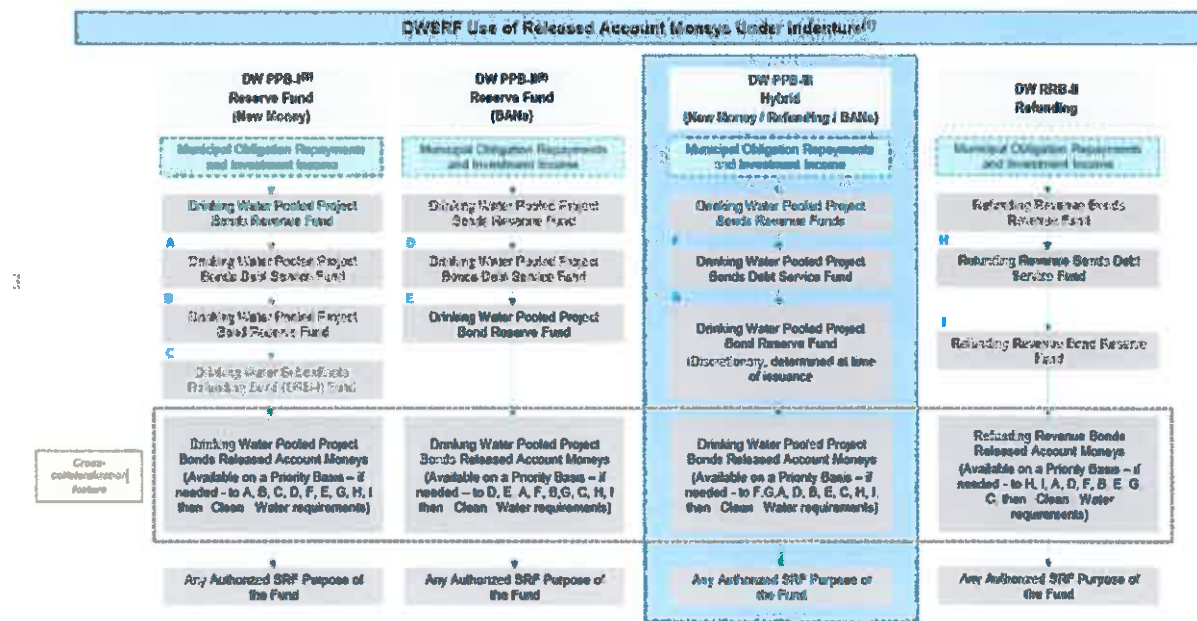 DWSRF Use of Released Account Moneys Under Indenture(1)
DW PPB-I(2)
Reserve Fund
(New Money)
Municipal Obligation Repayments
and Investment Income
Drinking Water Pooled Project
Bonds Revenue Fund
A
Drinking Water Pooled Project
Bonds Debt Service Fund
B
Drinking Water Pooled Project
Bond Reserve Fund
C
Drinking Water Subordinate
Refunding Bond (DRB-I) Fund
Drinking Water Pooled Project
Bonds Released Account Moneys
(Available on a Priority Basis – if
needed - to A, B, C, D, F, E, G, H, I
then Clean Water requirements)
Any Authorized SRF Purpose of
the Fund
DW PPB-II
Reserve Fund
(BANs)
Municipal Obligation Repayments
and Investment Income
Drinking Water Pooled Project
Bonds Revenue Fund
D
Drinking Water Pooled Project
Bonds Debt Service Fund
E
Drinking Water Pooled Project
Bond Reserve Fund
Drinking Water Pooled Project
Bonds Released Account Moneys
(Available on a Priority Basis – if
needed – to D, E, A, F, B,G, C, H, I
then Clean Water requirements)
Any Authorized SRF Purpose of
the Fund
DW PPB-III
Hybrid
(New Money / Refunding / BANs)
Municipal Obligation Repayments
and Investment Income
Drinking Water Pooled Project
Bonds Revenue Funds
F
Drinking Water Pooled Project
Bonds Debt Service Fund
G
Drinking Water Pooled Project
Bond Reserve Fund
(Discretionary, determined at time
of issuance
Drinking Water Pooled Project
Bonds Released Account Moneys
(Available on a Priority Basis – if
needed - to F,G,A, D, B, E, C, H, I,
then Clean Water requirements)
Any Authorized SRF Purpose of
the Fund
DW RRB-II
Refunding
Municipal Obligation Repayments
and Investment Income
Refunding Revenue Bonds
Revenue Fund
H
Refunding Revenue Bonds Debt
Service Fund
I
Refunding Revenue Bond Reserve
Fund
Refunding Revenue Bonds
Released Account Moneys
(Available on a Priority Basis – if
needed - to H, I, A, D, F, B, E, G
C, then Clean Water
requirements)
Any Authorized SRF Purpose of
the Fund
Cross-
collateralization
feature